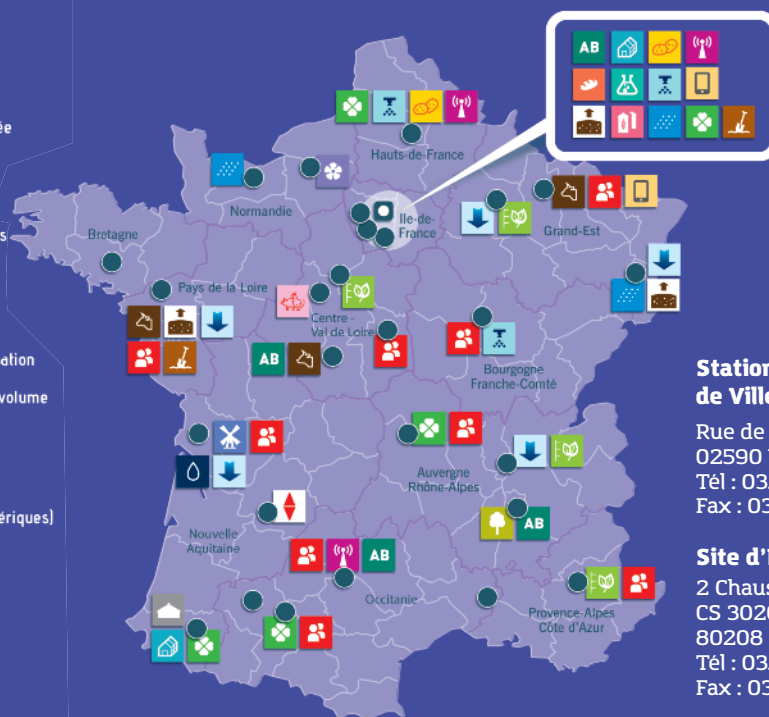 ée
s
ation
volume
ériques)
AB
Hauts-de-France
Normandie
Ile-de-
France
Grand-Est
Bretagne
Pays de la Loire
Centre -
Val de Loire
AB
Bourgogne
Franche-Comté
Auvergne
Rhône-Alpes
AB
Nouvelle
Aquitaine
AB
Occitanie
Provence-Alpes
Côte d'Azur
Station
de Ville
Rue de
02590
Tél : 03
Fax : 03
Site d'
2 Chaus
CS 302
80208
Tél : 03
Fax : 03